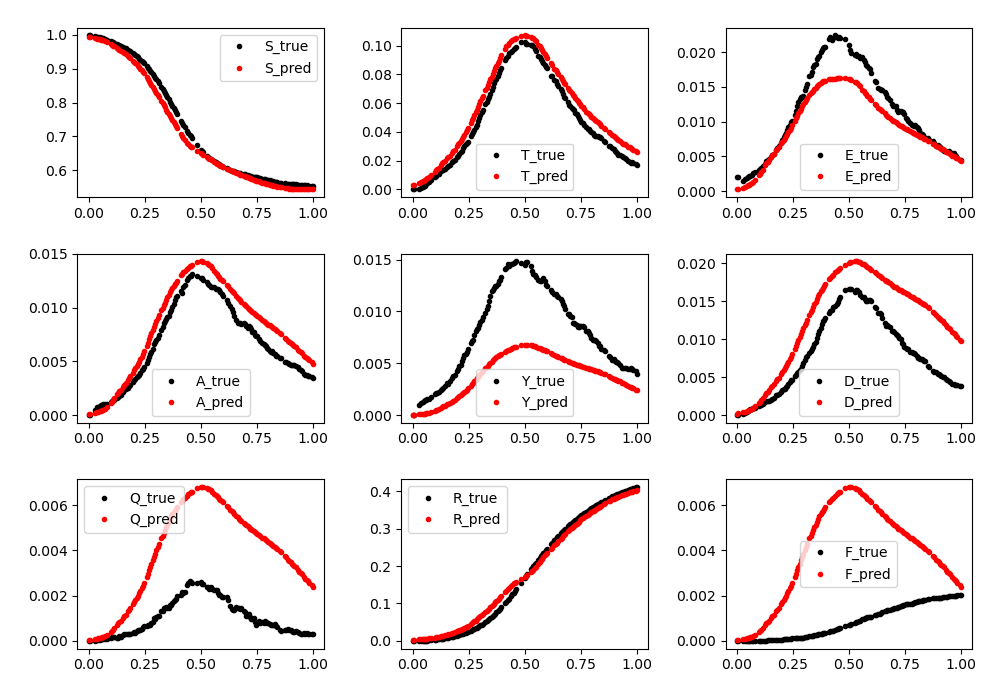 1.0
0.9
0.8
0.7
0.6
S_true
S_pred
0.00 0.25 0.50 0.75 1.00
0.10
0.08
0.06
0.04
0.02
0.00
T_true
T_pred
0.00 0.25 0.50 0.75 1.00
0.020
0.015
0.010
0.005
0.000
E_true
E_pred
0.00 0.25 0.50 0.75 1.00
0.015
0.010
0.005
0.000
A_true
A_pred
0.00 0.25 0.50 0.75 1.00
0.015
0.010
0.005
0.000
Y_true
Y_pred
0.00 0.25 0.50 0.75 1.00
0.020
0.015
0.010
0.005
0.000
D_true
D_pred
0.00 0.25 0.50 0.75 1.00
0.006
0.004
0.002
0.000
Q_true
Q_pred
0.00 0.25 0.50 0.75 1.00
0.4
0.3
0.2
0.1
0.0
R_true
R_pred
0.00 0.25 0.50 0.75 1.00
0.006
0.004
0.002
0.000
F_true
F_pred
0.00 0.25 0.50 0.75 1.00